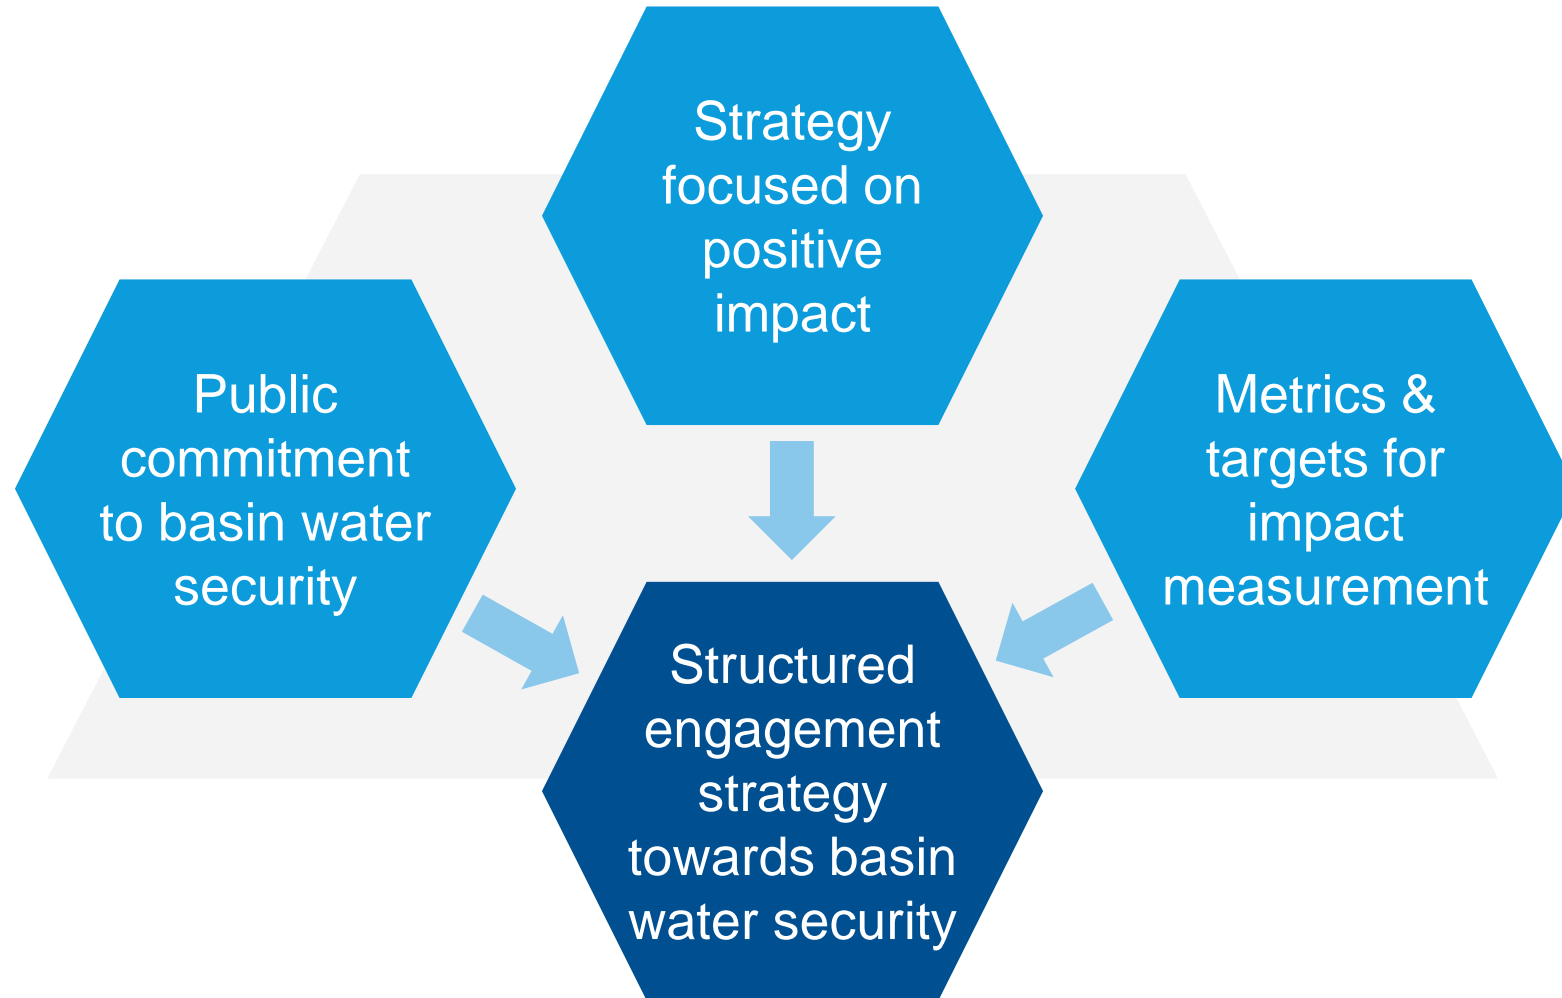 Strategy
focused on
positive
impact
Public
commitment
to basin water
security
Metrics &
targets for
impact
measurement
Structured
engagement
strategy
towards basin
water security